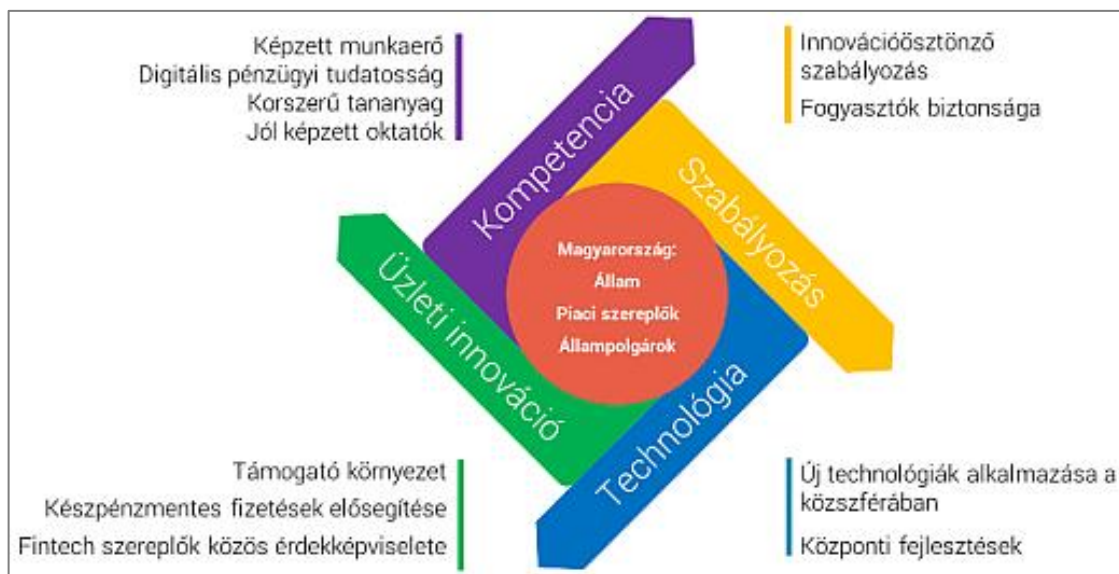 Képzett munkaerő
Digitális pénzügyi tudatosság
Korszerű tananyag
Jól képzett oktatók
Innovációösztönző
szabályozás
Fogyasztók biztonsága
Kompetencia
Szabályozás
Magyarország:
Állam
Piaci szereplők
Állampolgárok
Üzleti innováció
Technológia
Támogató környezet
Készpénzmentes fizetések elősegítése
Fintech szereplők közös érdekképviselete
Új technológiák alkalmazása a
közszférában
Központi fejlesztések